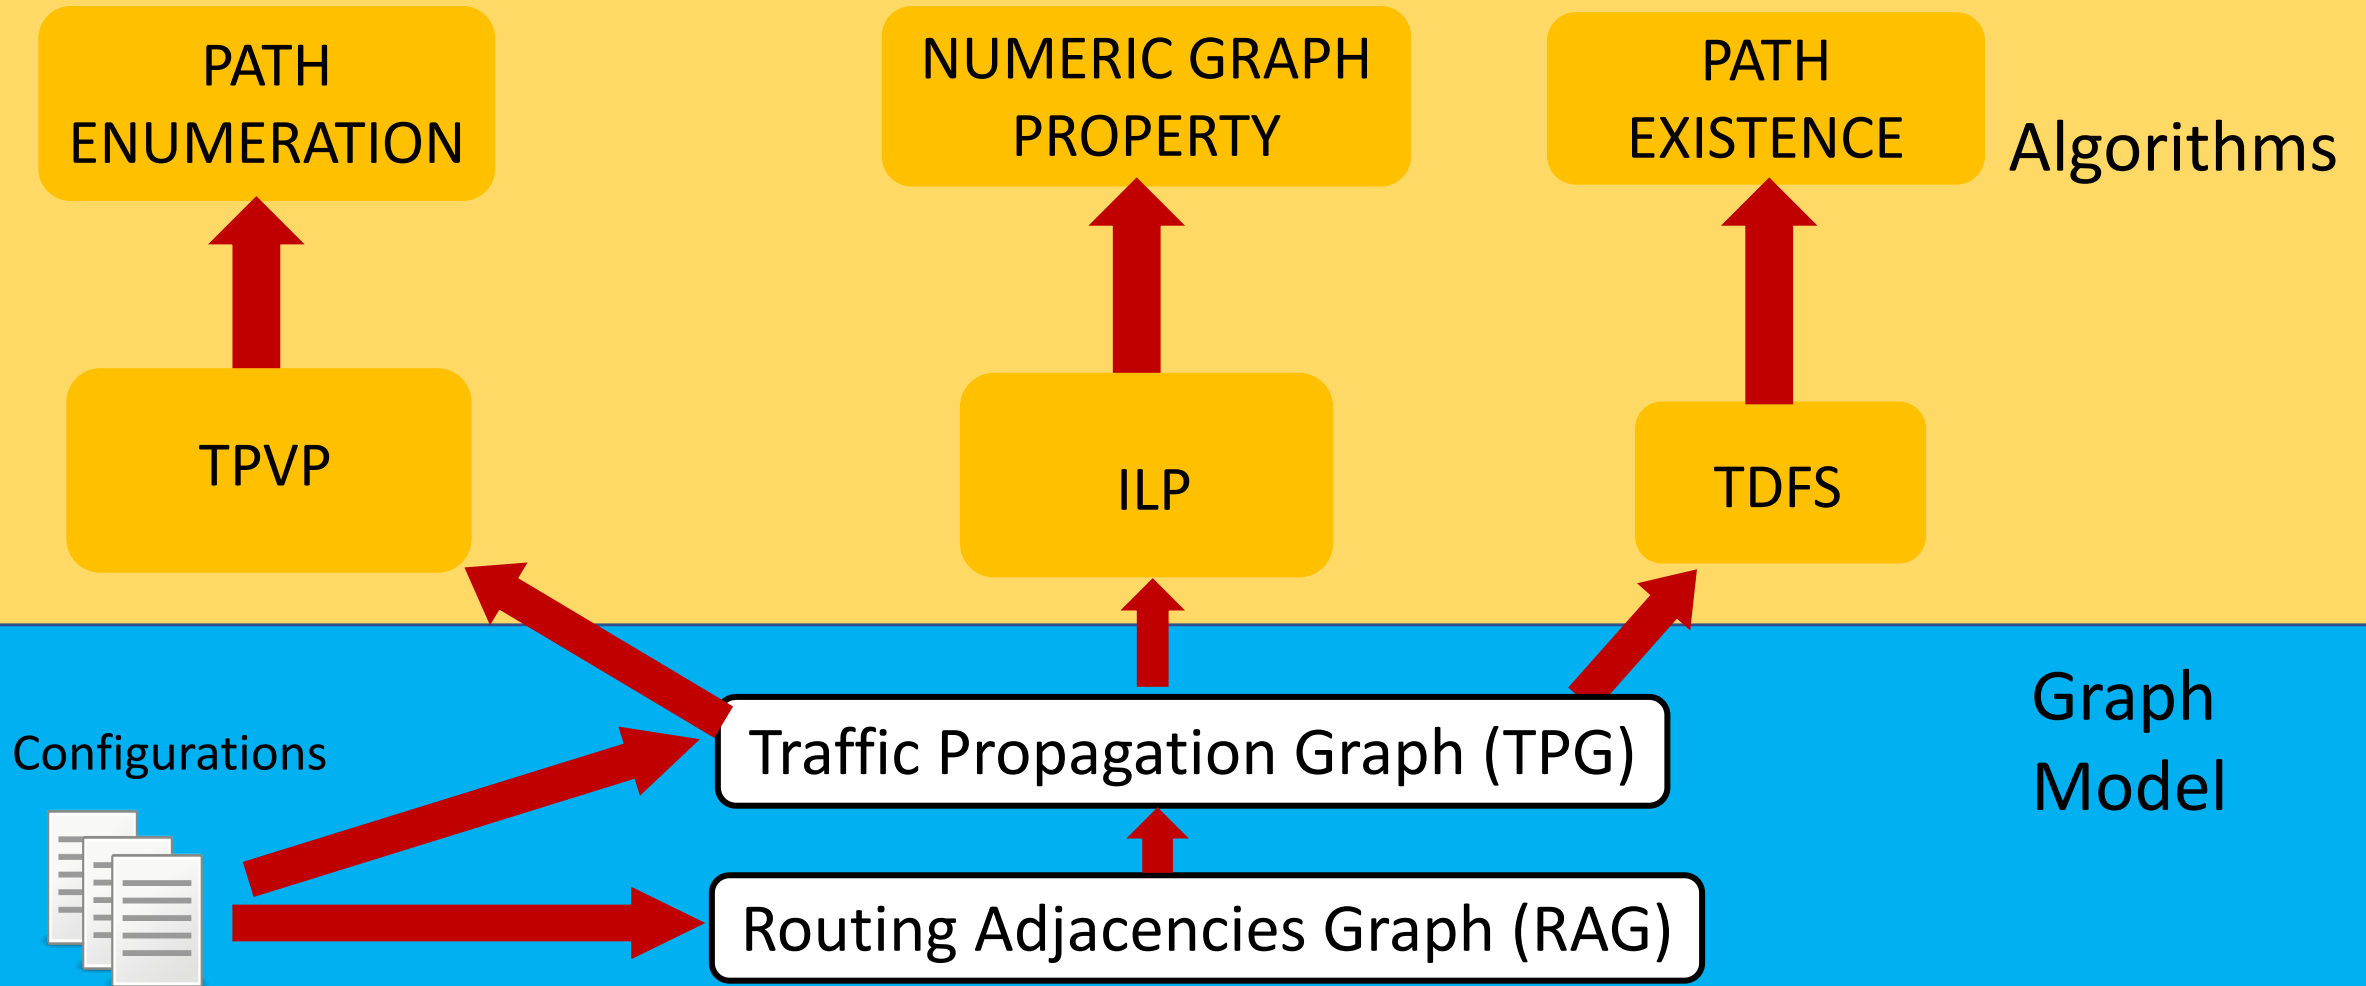 PATH
ENUMERATION
NUMERIC GRAPH
PROPERTY
PATH
EXISTENCE
Algorithms
TPVP
ILP
TDFS
Graph
Model
Configurations
Traffic Propagation Graph (TPG)
Routing Adjacencies Graph (RAG)